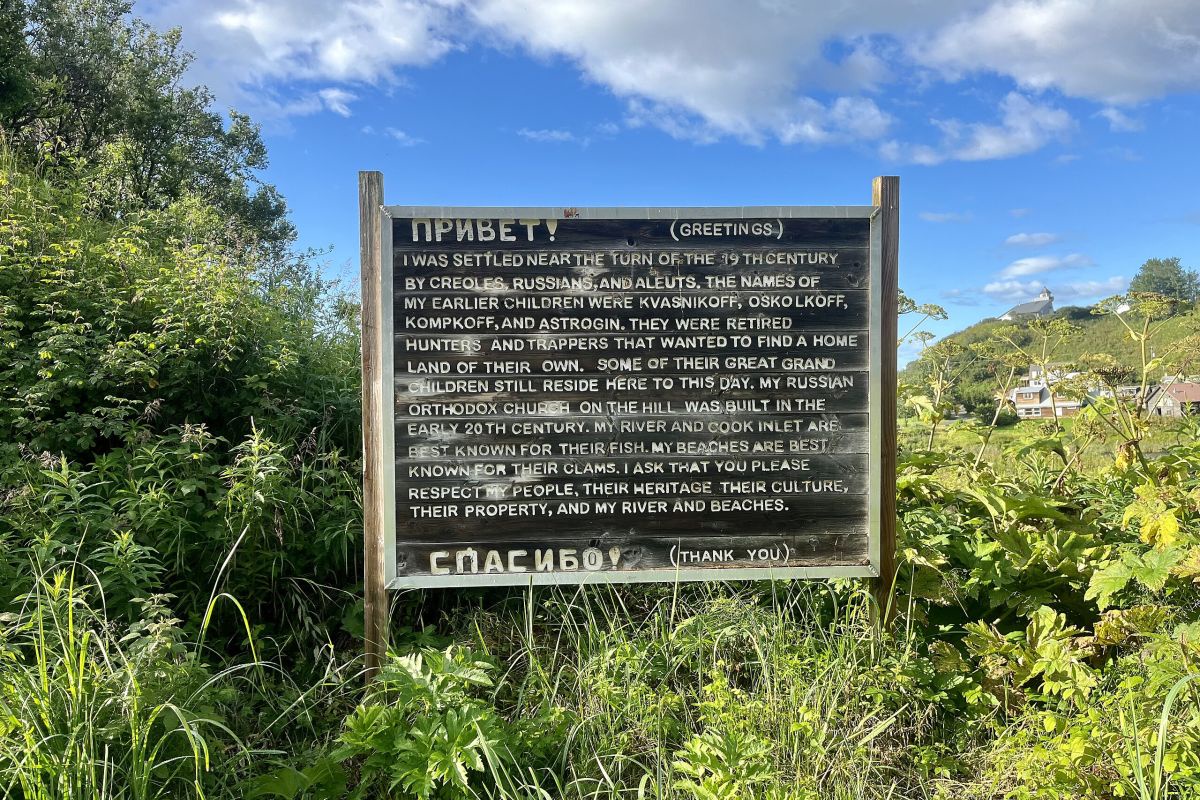 ПРИВЕТ! (GREETINGS)
I WAS SETTLED NEAR THE TURN OF THE 19TH CENTURY
BY CREOLES, RUSSIANS, AND ALEUTS. THE NAMES OF
MY EARLIER CHILDREN WERE KVASNIKOFF, OSKOLKOFF,
KOMPKOFF, AND ASTROGIN. THEY WERE RETIRED
HUNTERS AND TRAPPERS THAT WANTED TO FIND A HOME
LAND OF THEIR OWN. SOME OF THEIR GREAT GRAND
CHILDREN STILL RESIDE HERE TO THIS DAY. MY RUSSIAN
ORTHODOX CHURCH ON THE HILL WAS BUILT IN THE
EARLY 20TH CENTURY. MY RIVER AND COOK INLET ARE
BEST KNOWN FOR THEIR FISH. MY BEACHES ARE BEST
KNOWN FOR THEIR CLAMS. I ASK THAT YOU PLEASE
RESPECT MY PEOPLE, THEIR HERITAGE THEIR CULTURE,
THEIR PROPERTY, AND MY RIVER AND BEACHES.
СПАСИБО! (THANK YOU)